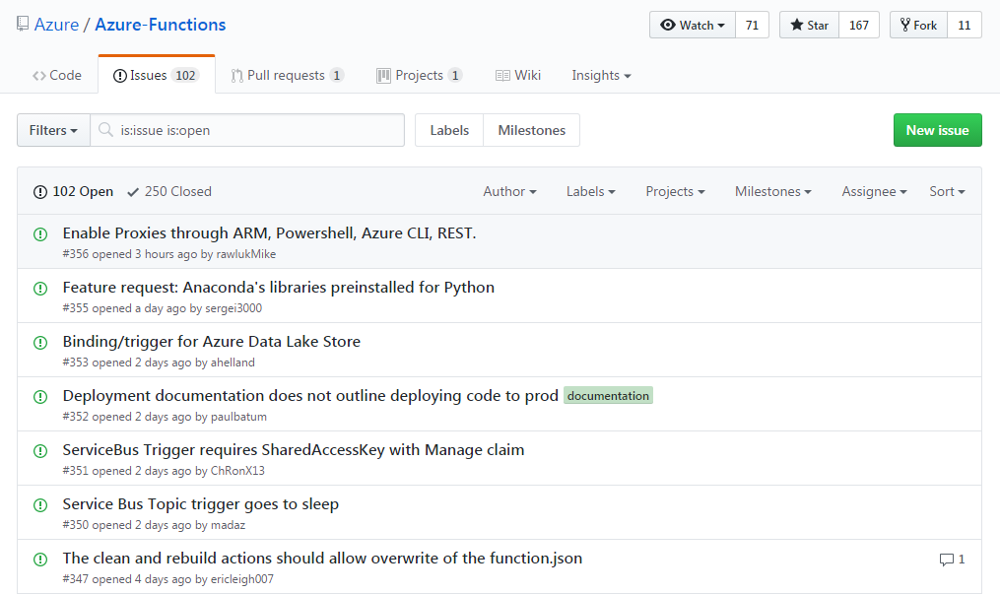 Azure / Azure-Functions
Watch 71 Star 167 Fork 11
Code Issues 102 Pull requests 1 Projects 1 Wiki Insights
Filters is:issue is:open Labels Milestones New issue
102 Open 250 Closed Author Labels Projects Milestones Assignee Sort
Enable Proxies through ARM, Powershell, Azure CLI, REST.
#356 opened 3 hours ago by rawlukMike
Feature request: Anaconda's libraries preinstalled for Python
#355 opened a day ago by sergei3000
Binding/trigger for Azure Data Lake Store
#353 opened 2 days ago by ahelland
Deployment documentation does not outline deploying code to prod documentation
#352 opened 2 days ago by paulbatum
ServiceBus Trigger requires SharedAccessKey with Manage claim
#351 opened 2 days ago by ChRonX13
Service Bus Topic trigger goes to sleep
#350 opened 2 days ago by madaz
The clean and rebuild actions should allow overwrite of the function.json 1
#347 opened 4 days ago by ericleigh007